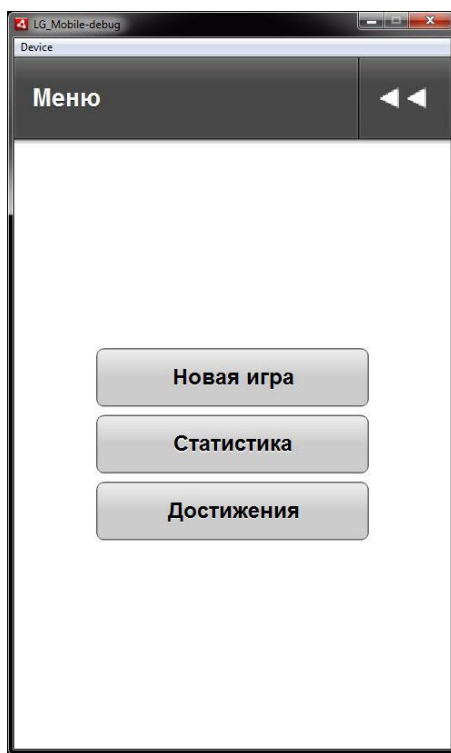 LG_Mobile-debug
Device
Меню
Новая игра
Статистика
Достижения